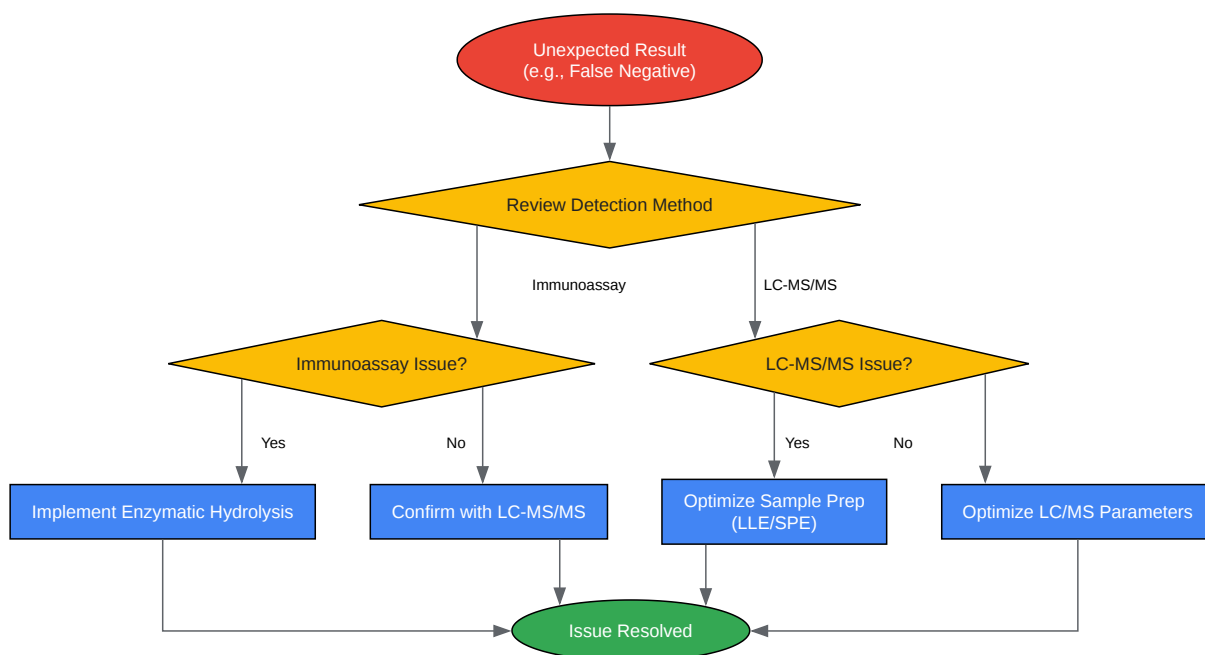 Unexpected Result
(e.g., False Negative)
Review Detection Method
Immunoassay
LC-MS/MS
Immunoassay Issue?
LC-MS/MS Issue?
Yes
No
Yes
No
Implement Enzymatic Hydrolysis
Confirm with LC-MS/MS
Optimize Sample Prep
(LLE/SPE)
Optimize LC/MS Parameters
Issue Resolved